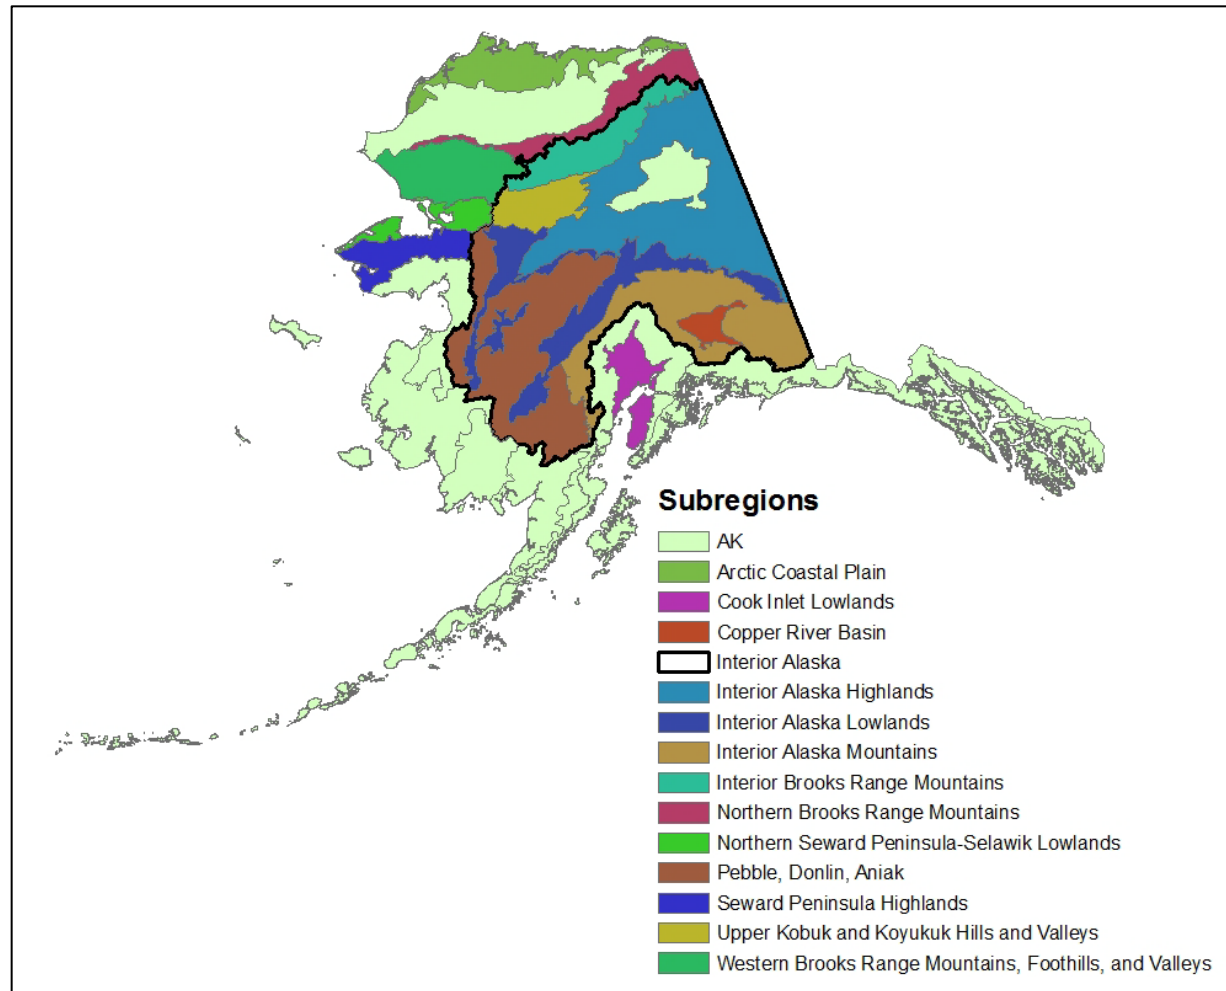 Subregions
AK
Arctic Coastal Plain
Cook Inlet Lowlands
Copper River Basin
Interior Alaska
Interior Alaska Highlands
Interior Alaska Lowlands
Interior Alaska Mountains
Interior Brooks Range Mountains
Northern Brooks Range Mountains
Northern Seward Peninsula-Selawik Lowlands
Pebble, Donlin, Aniak
Seward Peninsula Highlands
Upper Kobuk and Koyukuk Hills and Valleys
Western Brooks Range Mountains, Foothills, and Valleys